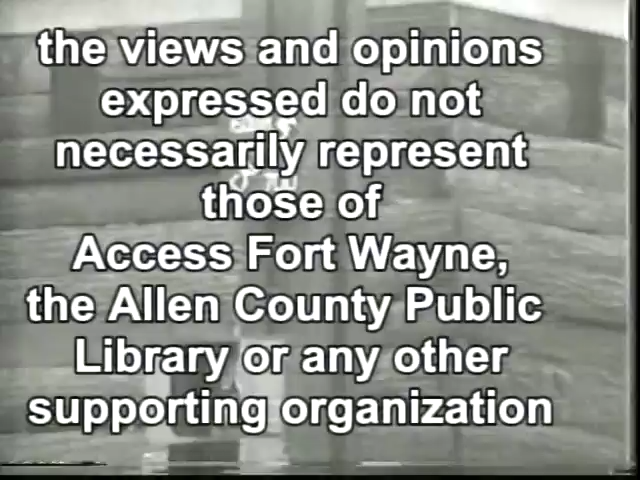 the views and opinions
expressed do not
necessarily represent
those of
Access Fort Wayne,
the Allen County Public
Library or any other
supporting organization